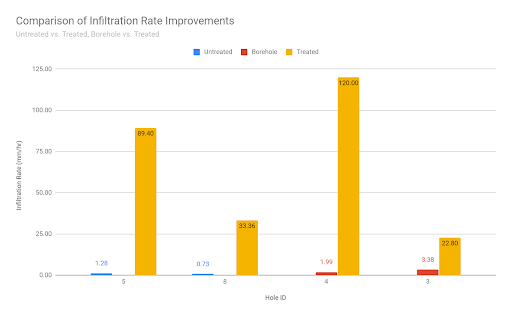 Comparison of Infiltration Rate Improvements
Untreated vs. Treated, Borehole vs. Treated
Untreated Borehole Treated
125.00
100.00
75.00
50.00
25.00
0.00
Infiltration Rate (mm/hr)
1.28
89.40
0.73
33.36
1.99
120.00
3.38
22.80
5 8 4 3
Hole ID